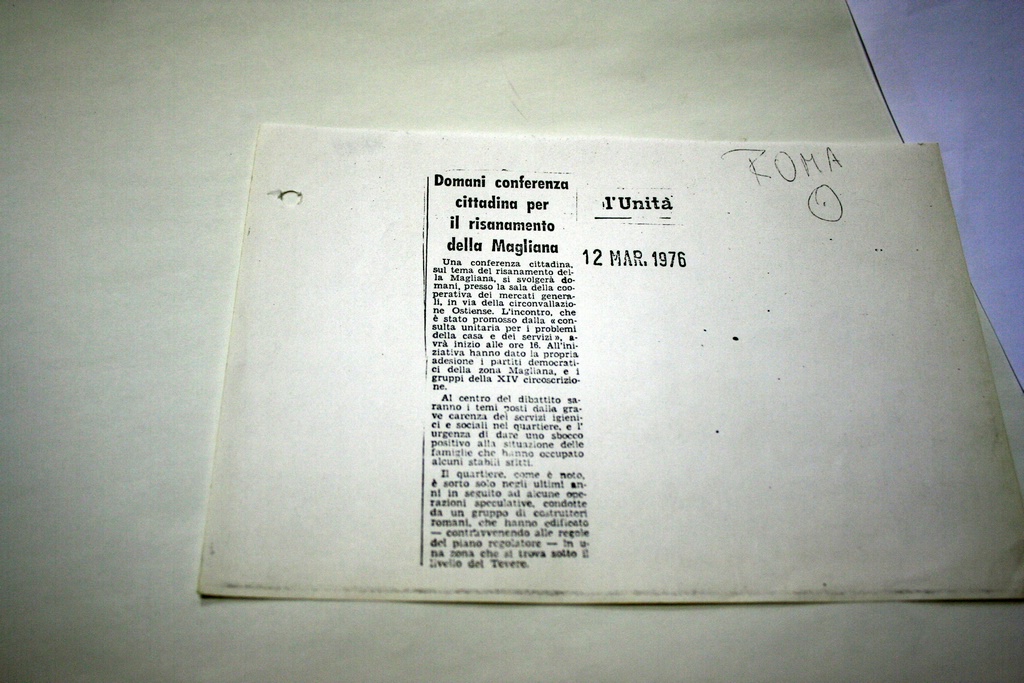 Domani conferenza
cittadina per
il risanamento
della Magliana
Una conferenza cittadina,
sul tema del risanamento del-
la Magliana, si svolgerà do-
mani, presso la sala della coo-
perativa dei mercati genera-
li, in via della circonvallazio-
ne Ostiense. L'incontro, che
è stato promosso dalla « con-
sulta unitaria per i problemi
della casa e dei servizi », a-
vrà inizio alle ore 16. All'ini-
ziativa hanno dato la propria
adesione i partiti democrati-
ci della zona Magliana, e i
gruppi della XIV circoscrizio-
ne.
Al centro del dibattito sa-
ranno i temi posti dalla gra-
ve carenza dei servizi igieni-
ci e sociali nel quartiere, e l'
urgenza di dare uno sbocco
positivo alla situazione delle
famiglie che hanno occupato
alcuni stabili sfitti.
Il quartiere, come è noto,
è sorto solo negli ultimi an-
ni in seguito ad alcune ope-
razioni speculative, condotte
da un gruppo di costruttori
romani, che hanno edificato
— contravvenendo alle regole
del piano regolatore — in u-
na zona che si trova sotto il
livello del Tevere.
l'Unità
12 MAR. 1976
ROMA